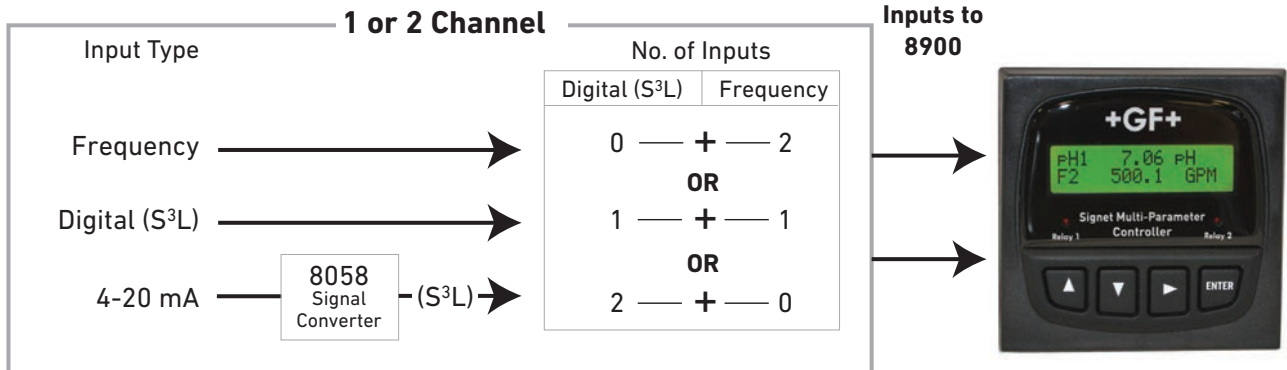 1 or 2 Channel
Inputs to
8900
Input Type
No. of Inputs
Digital (S³L) Frequency
Frequency
0 — + — 2
OR
Digital (S³L)
1 — + — 1
OR
4-20 mA
8058
Signal
Converter
(S³L)
2 — + — 0
+GF+
pH1 7.06 pH
F2 500.1 GPM
Signet Multi-Parameter
Controller
Relay 1
Relay 2
ENTER